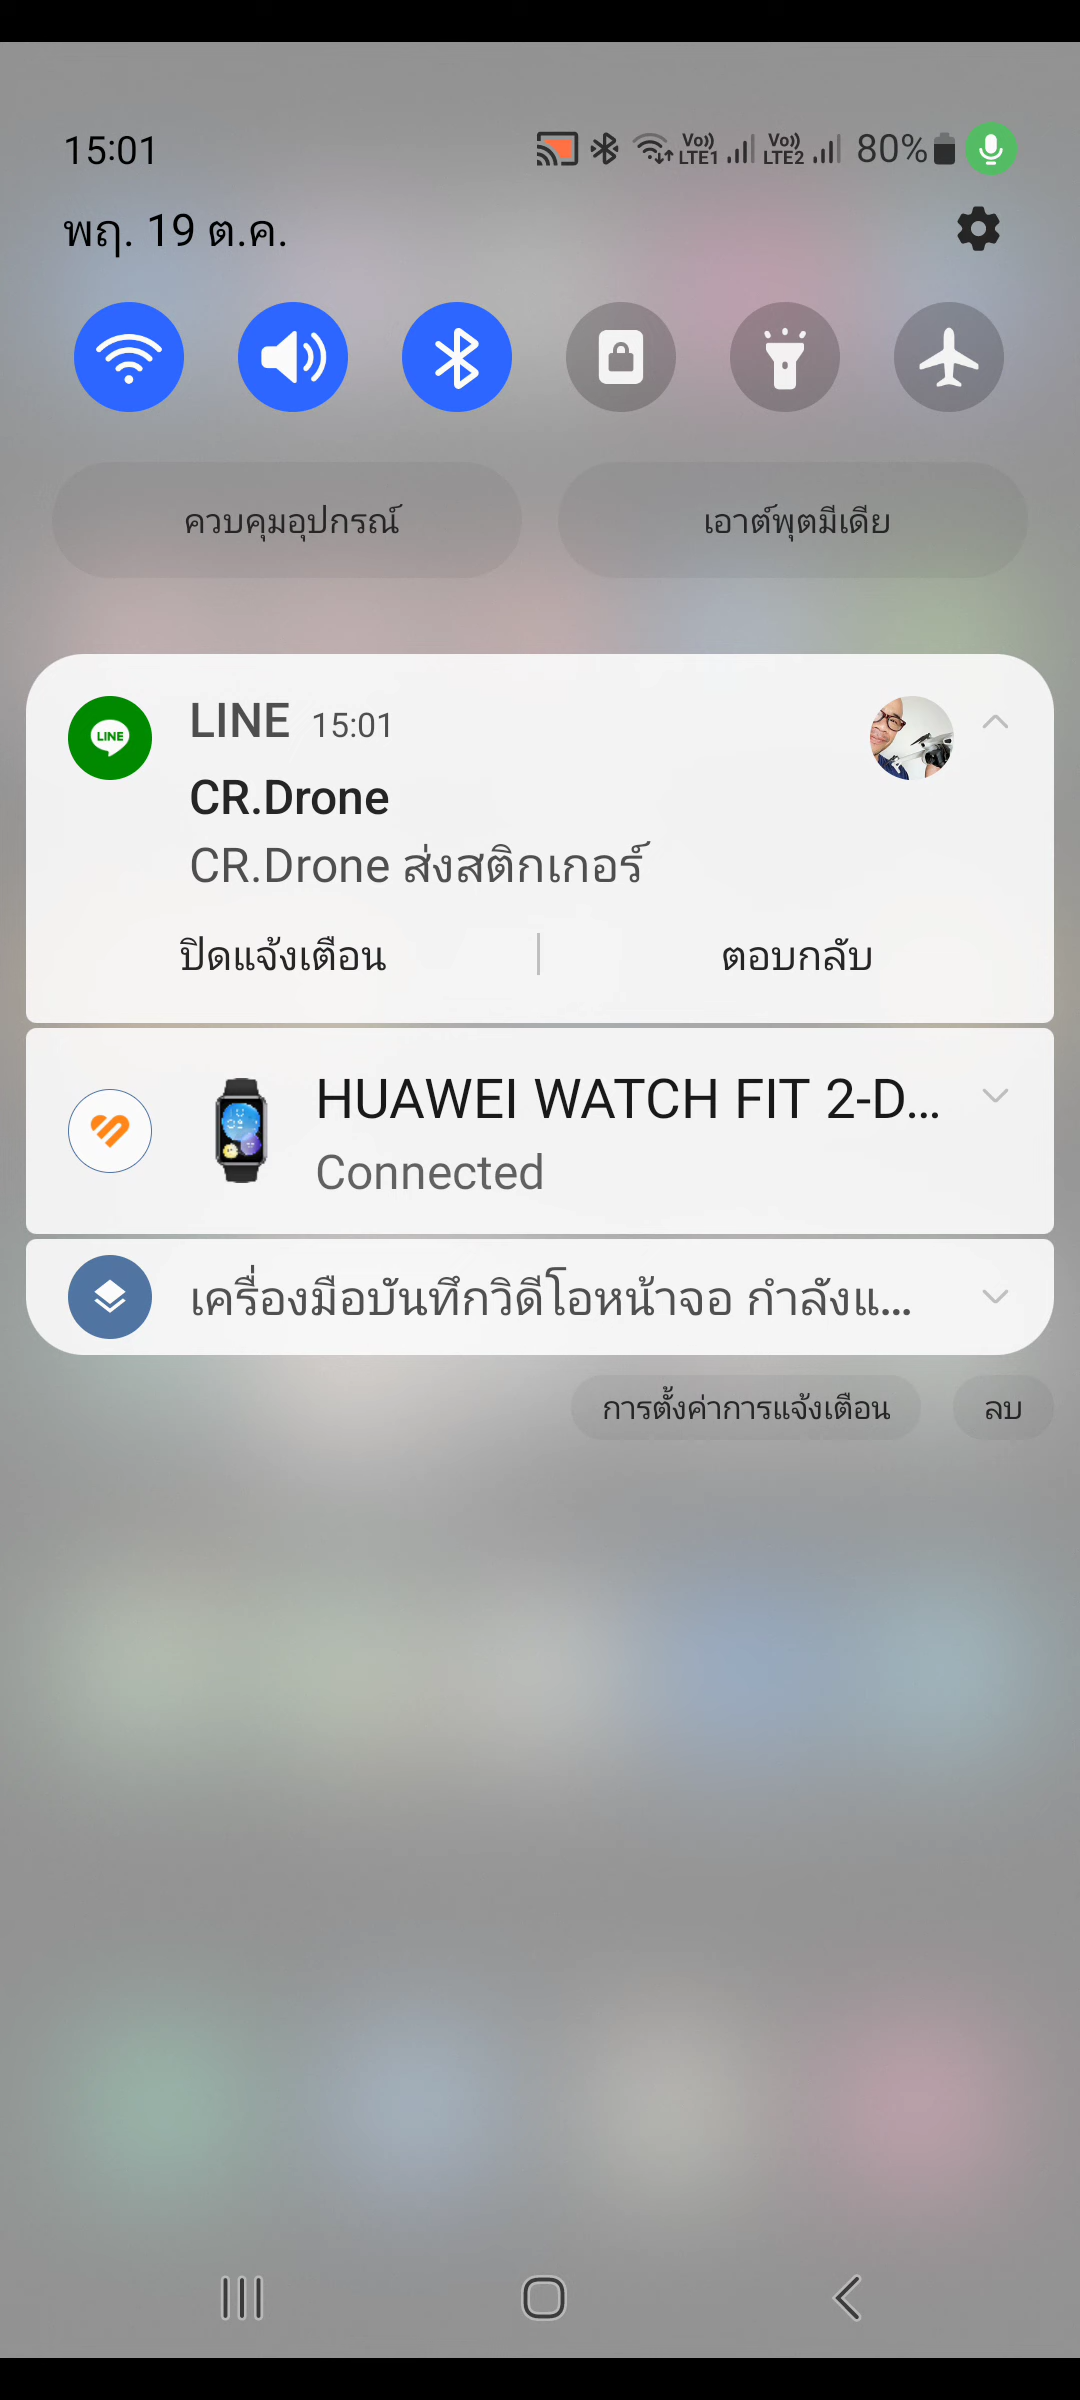 15:01
Vo)) LTE1 Vo)) LTE2 80%
พฤ. 19 ต.ค.
ควบคุมอุปกรณ์
เอาต์พุตมีเดีย
LINE
LINE 15:01
CR.Drone
CR.Drone ส่งสติกเกอร์
ปิดแจ้งเตือน
ตอบกลับ
HUAWEI WATCH FIT 2-D...
Connected
เครื่องมือบันทึกวิดีโอหน้าจอ กำลังแ...
การตั้งค่าการแจ้งเตือน
ลบ